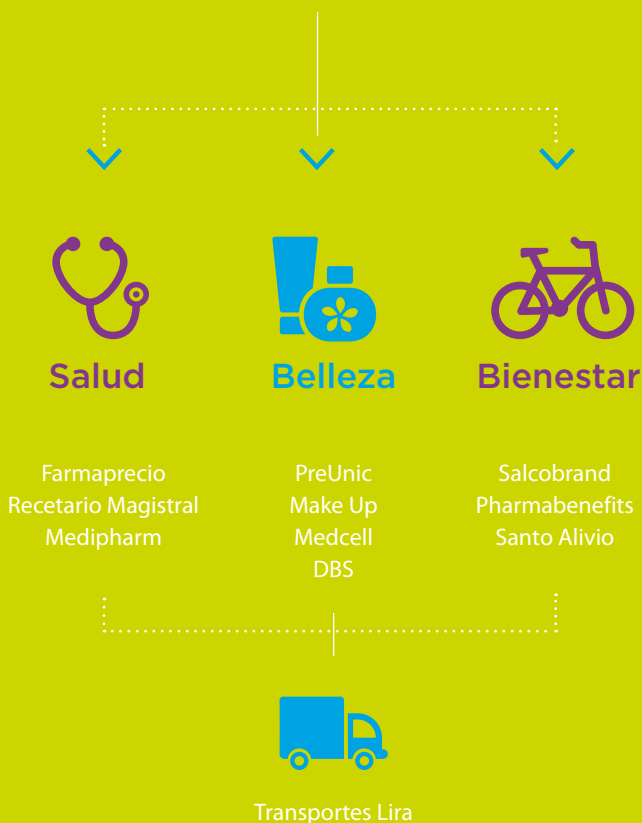 Salud
Farmaprecio
Recetario Magistral
Medipharm
Belleza
PreUnic
Make Up
Medcell
DBS
Bienestar
Salcobrand
Pharmabenefits
Santo Alivio
Transportes Lira